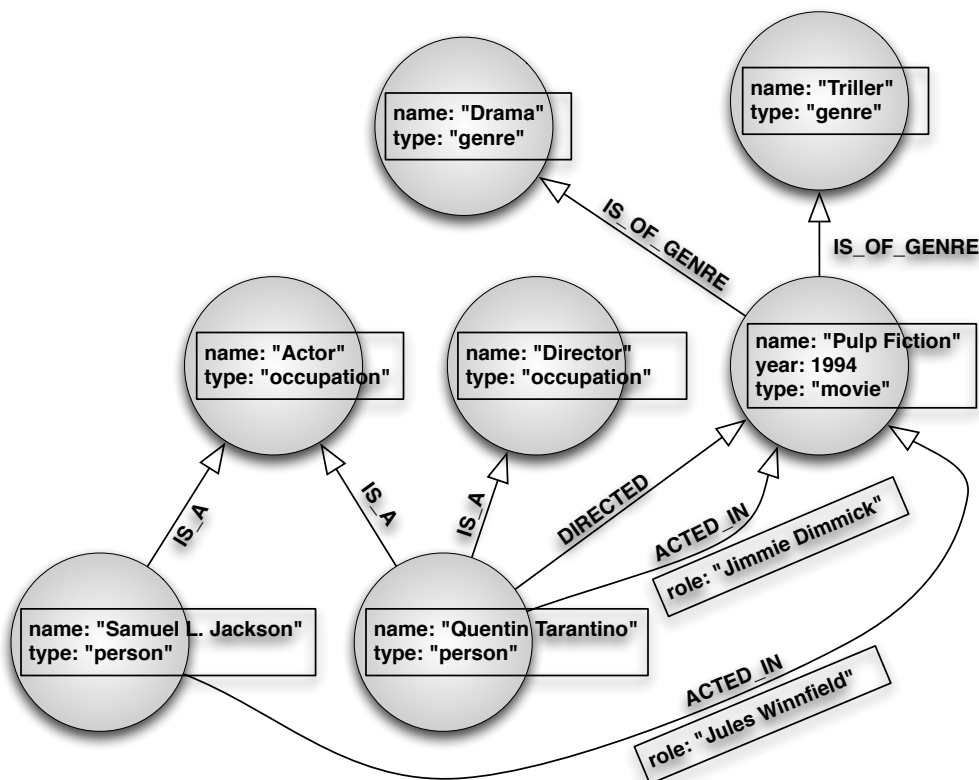 name: "Triller"
type: "genre"
name: "Drama"
type: "genre"
IS_OF_GENRE
IS_OF_GENRE
name: "Actor"
type: "occupation"
name: "Director"
type: "occupation"
name: "Pulp Fiction"
year: 1994
type: "movie"
IS_A
IS_A
IS_A
DIRECTED
ACTED_IN
role: "Jimmie Dimmick"
name: "Samuel L. Jackson"
type: "person"
name: "Quentin Tarantino"
type: "person"
ACTED_IN
role: "Jules Winnfield"